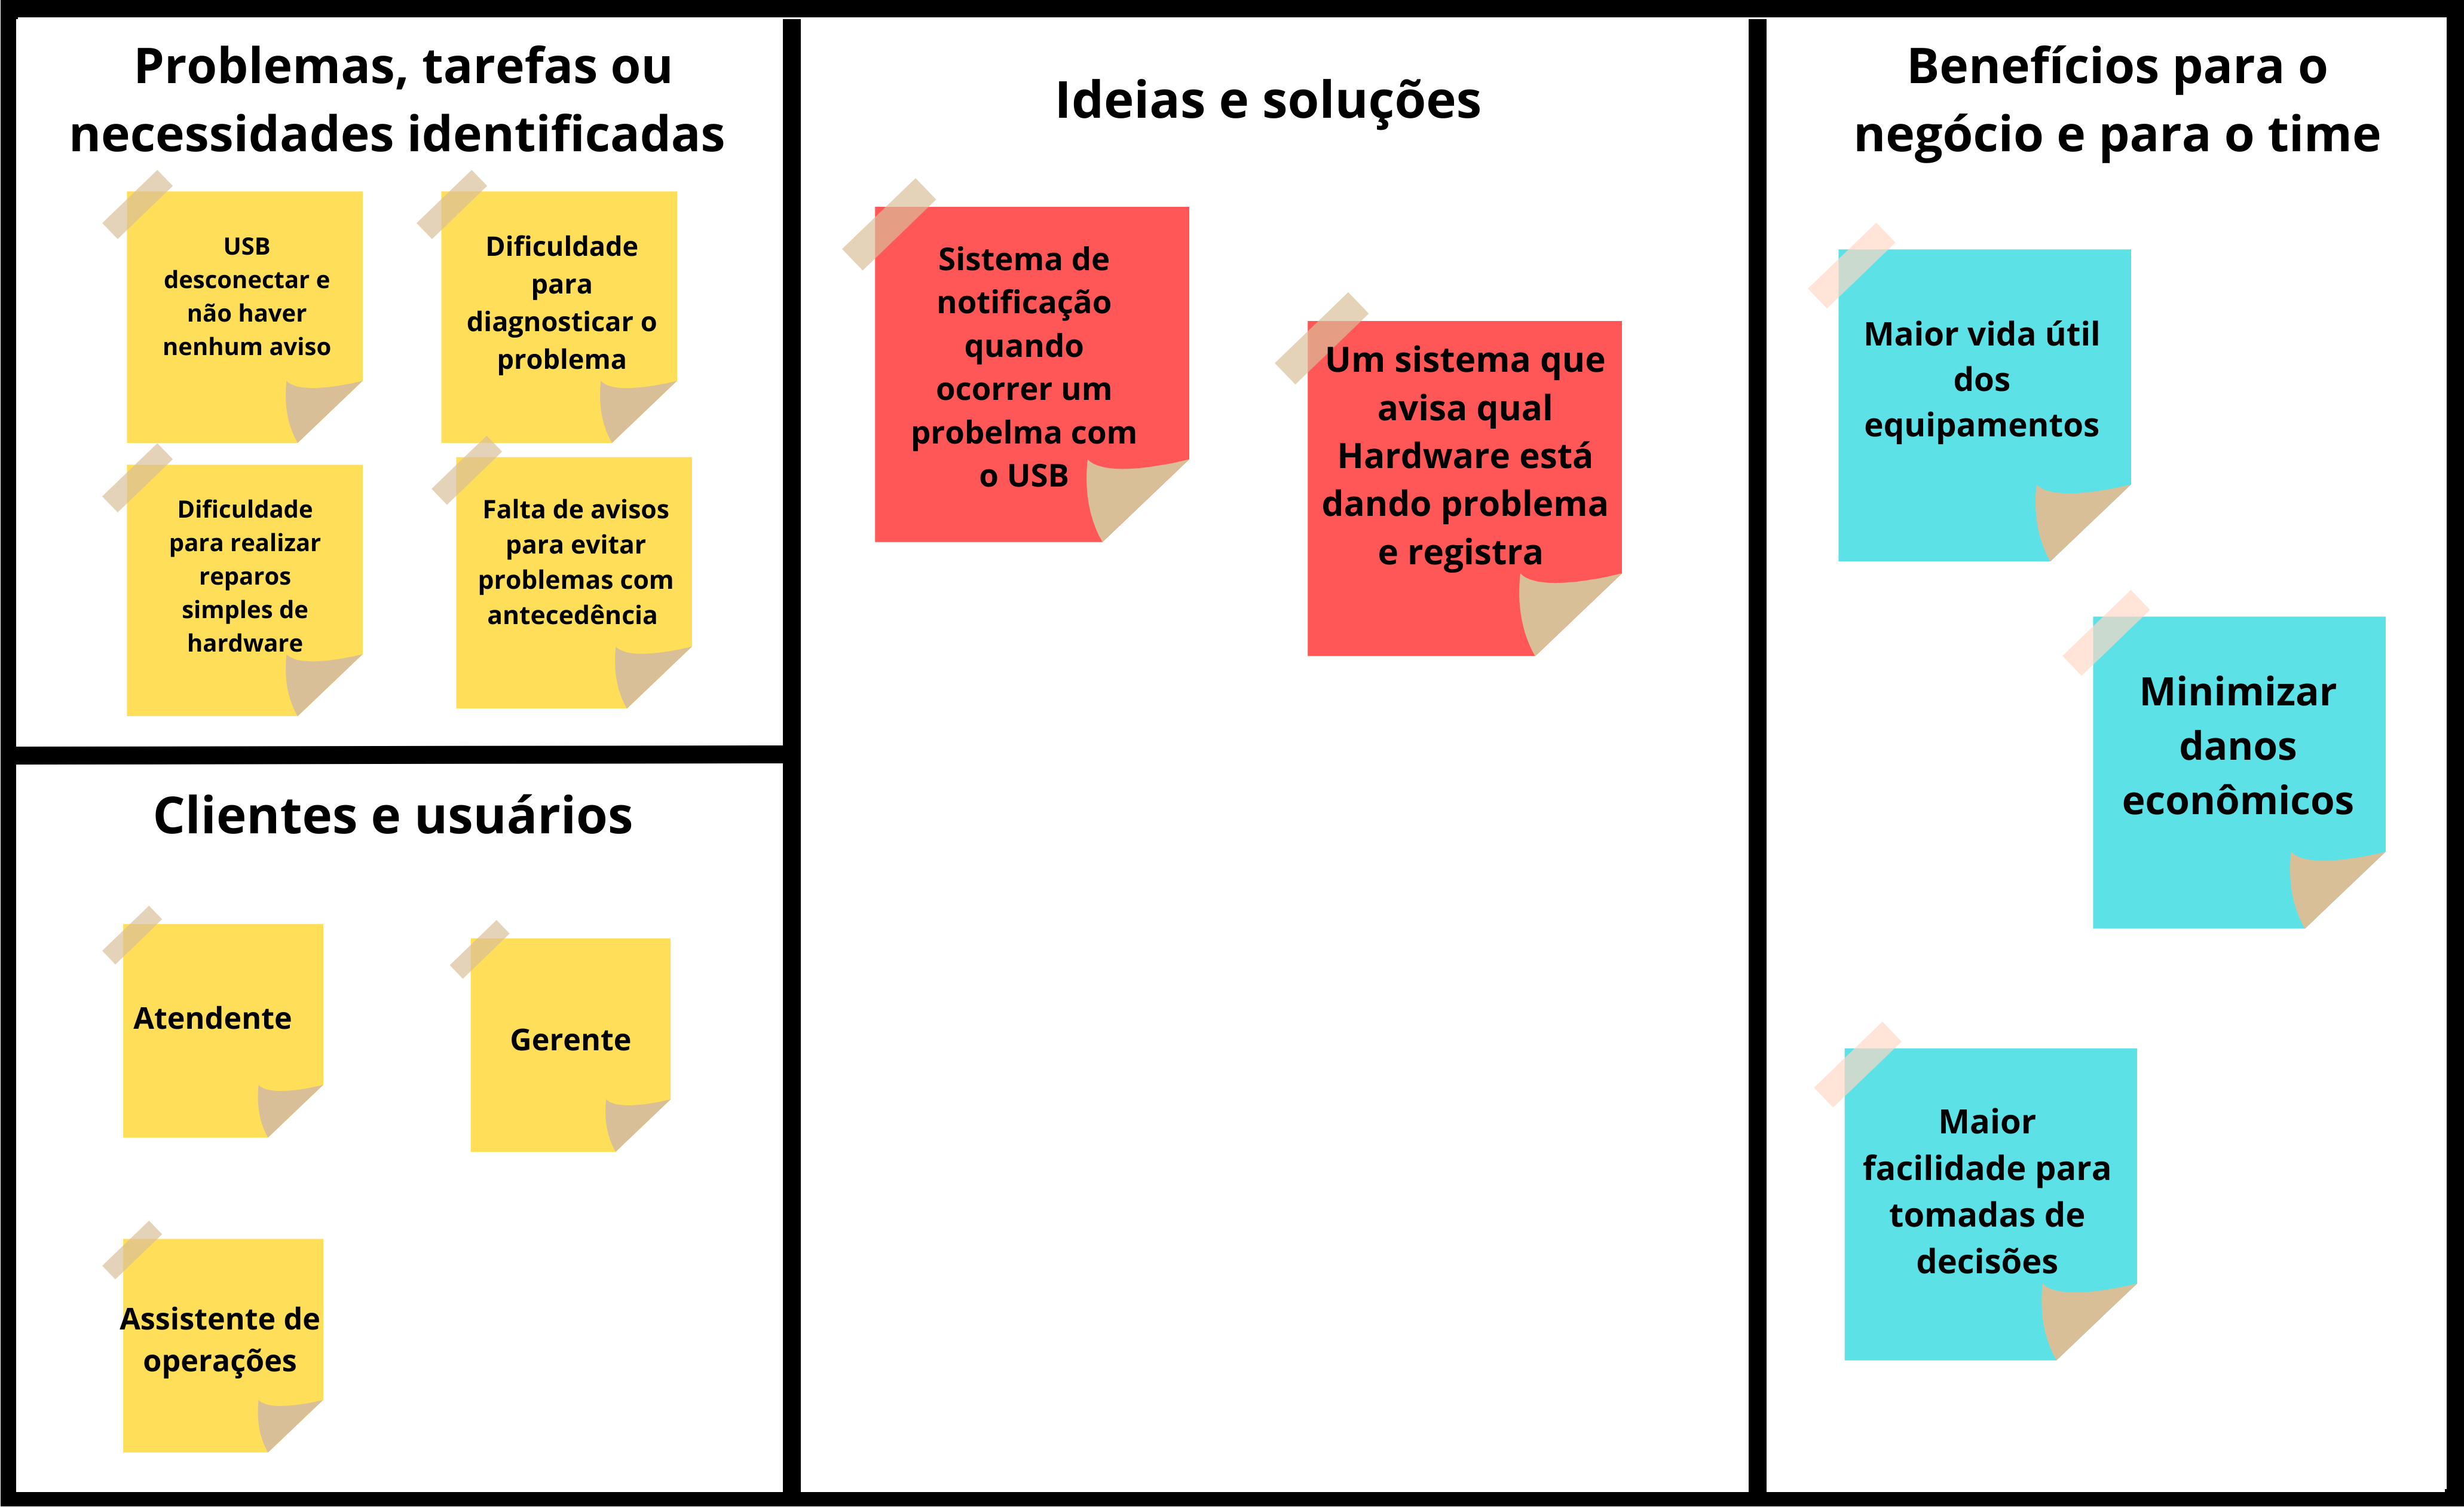 Problemas, tarefas ou
necessidades identificadas
USB
desconectar e
não haver
nenhum aviso
Dificuldade
para
diagnosticar o
problema
Dificuldade
para realizar
reparos
simples de
hardware
Falta de avisos
para evitar
problemas com
antecedência
Clientes e usuários
Atendente
Gerente
Assistente de
operações
Ideias e soluções
Sistema de
notificação
quando
ocorrer um
probelma com
o USB
Um sistema que
avisa qual
Hardware está
dando problema
e registra
Benefícios para o
negócio e para o time
Maior vida útil
dos
equipamentos
Minimizar
danos
econômicos
Maior
facilidade para
tomadas de
decisões